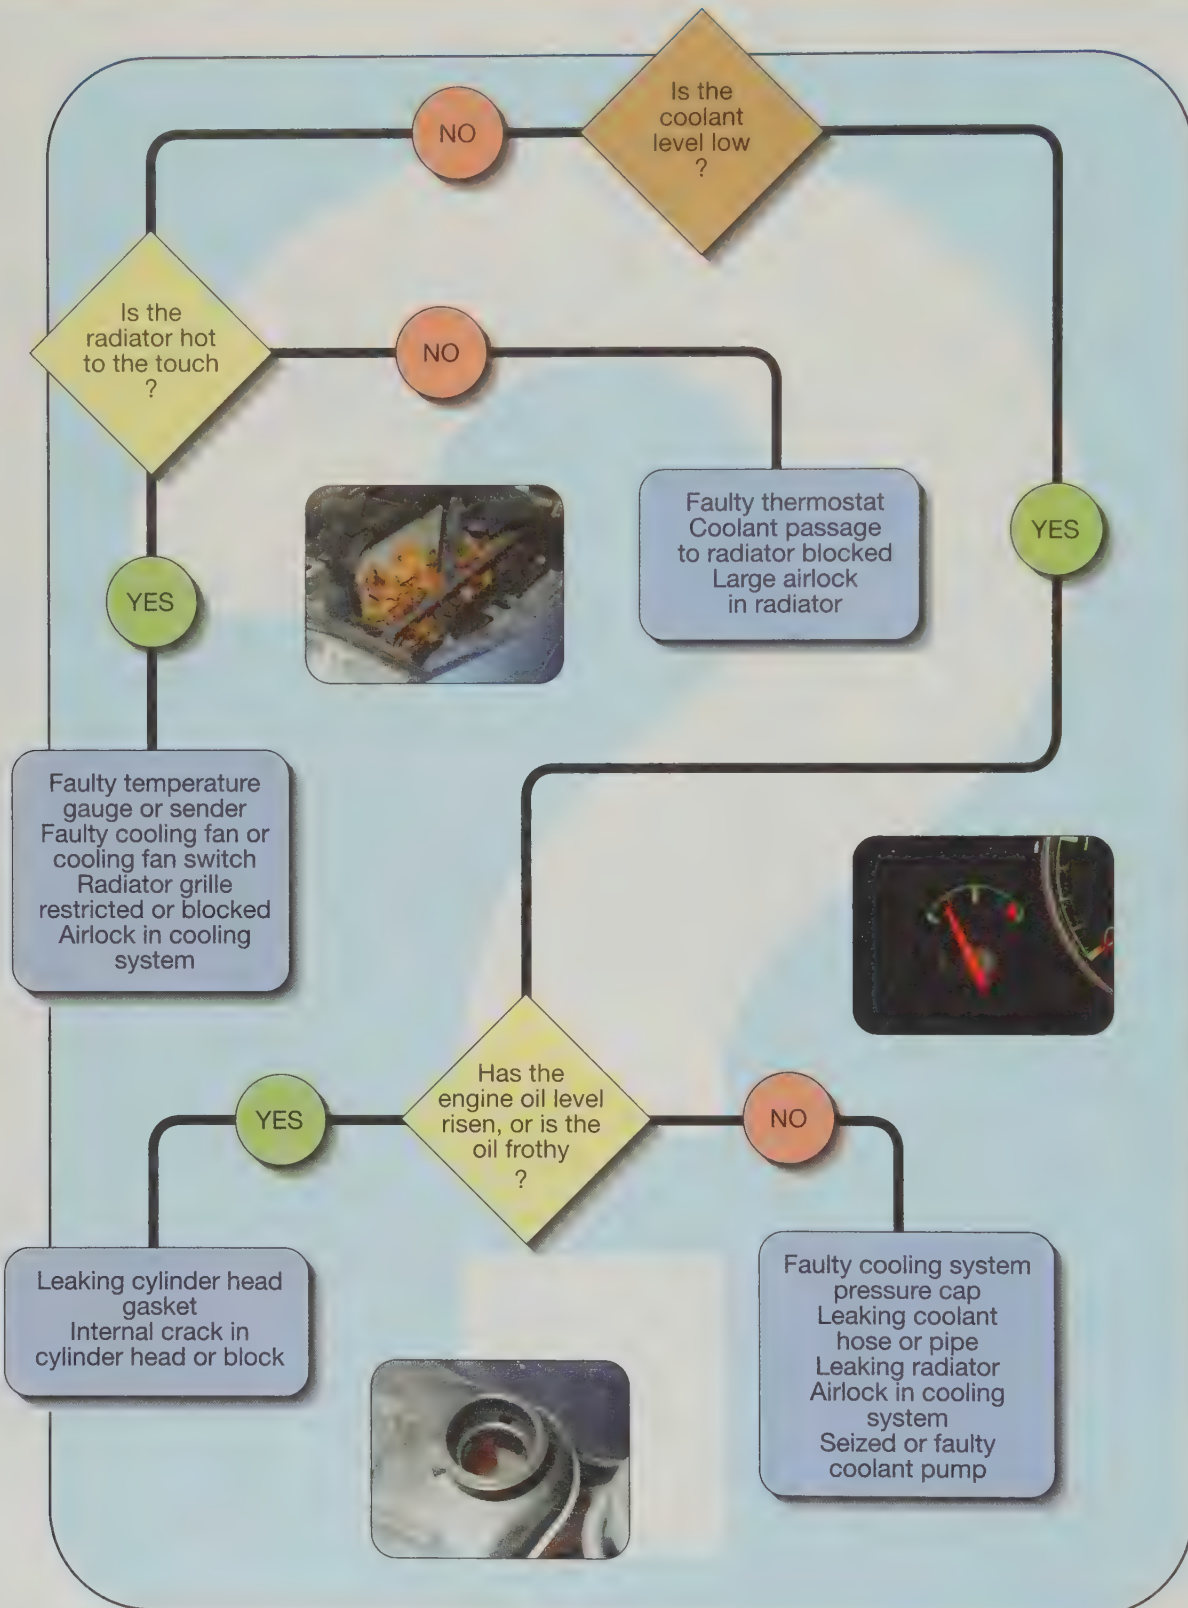 Is the
coolant
level low
?
NO
Is the
radiator hot
to the touch
?
NO
Faulty thermostat
Coolant passage
to radiator blocked
Large airlock
in radiator
YES
YES
Faulty temperature
gauge or sender
Faulty cooling fan or
cooling fan switch
Radiator grille
restricted or blocked
Airlock in cooling
system
Has the
engine oil level
risen, or is the
oil frothy
?
YES
NO
Leaking cylinder head
gasket
Internal crack in
cylinder head or block
Faulty cooling system
pressure cap
Leaking coolant
hose or pipe
Leaking radiator
Airlock in cooling
system
Seized or faulty
coolant pump